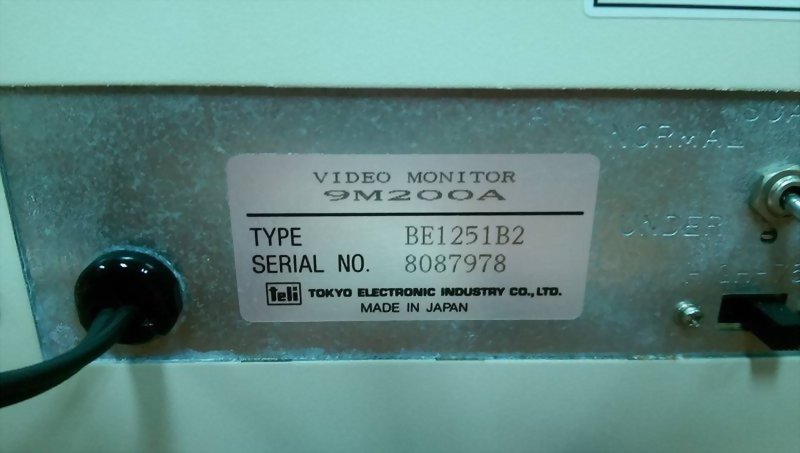 VIDEO MONITOR
9M200A
TYPE BE1251B2
SERIAL NO. 8087978
teli TOKYO ELECTRONIC INDUSTRY CO., LTD.
MADE IN JAPAN
NORMAL
UNDER